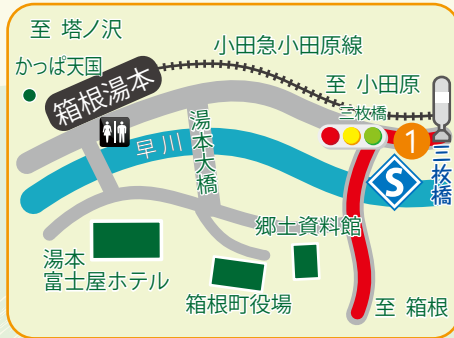 至 塔ノ沢
小田急小田原線
かっぱ天国
至 小田原
箱根湯本
三枚橋
1
早川
湯本大橋
三枚橋
S
郷土資料館
湯本
富士屋ホテル
箱根町役場
至 箱根